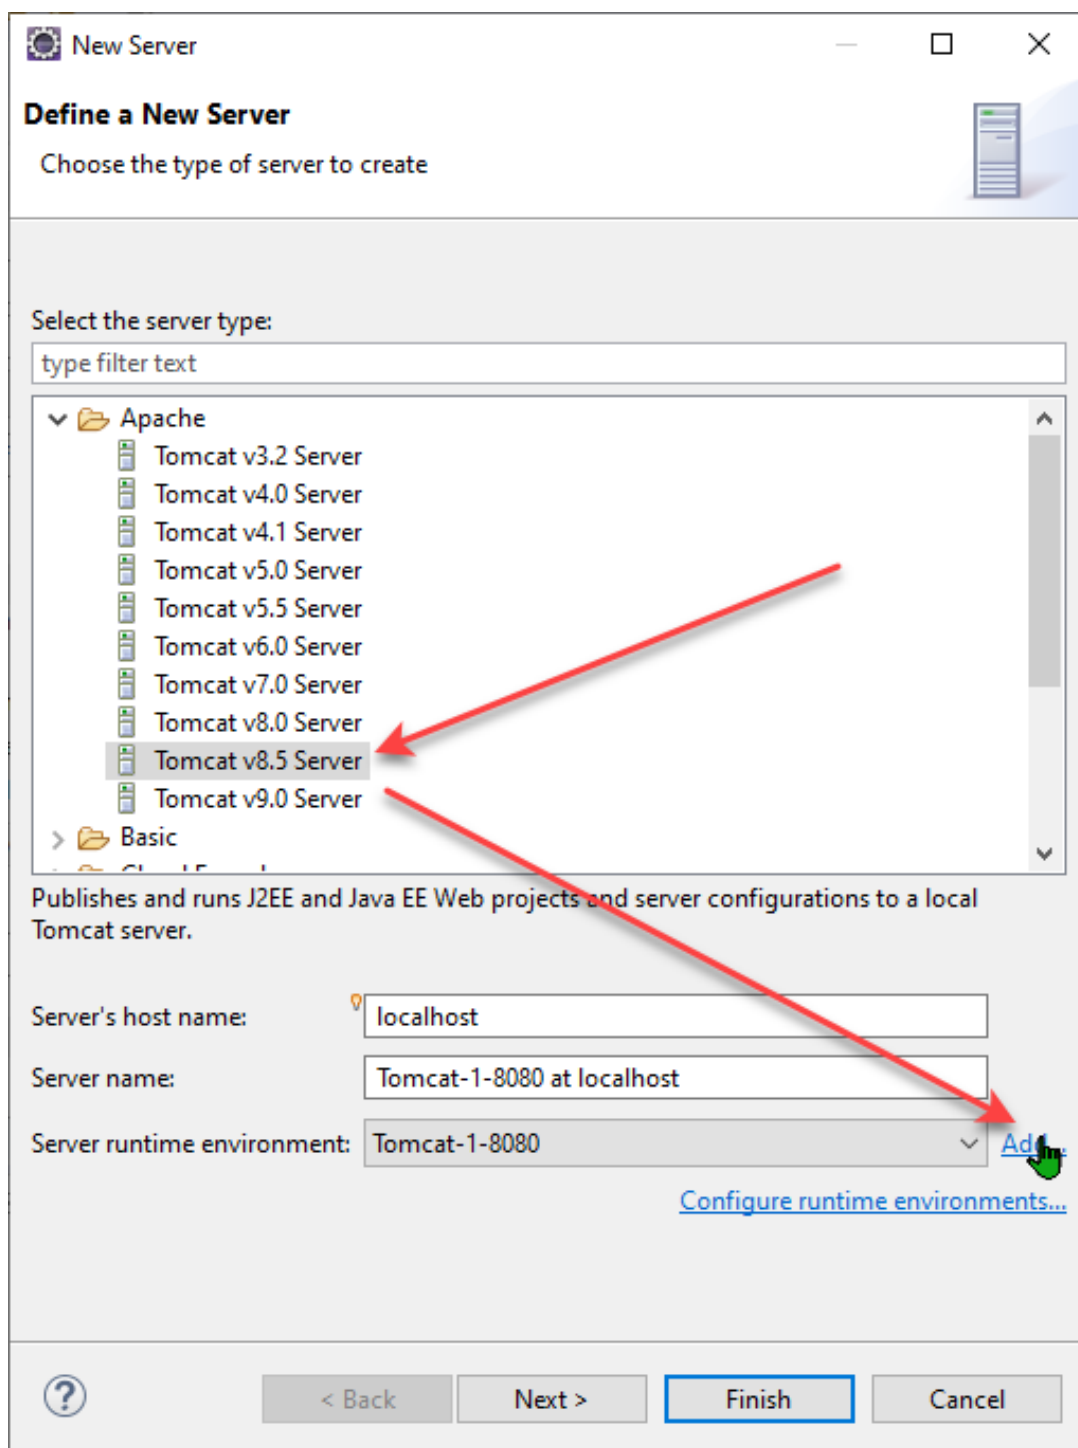 New Server
Define a New Server
Choose the type of server to create
Select the server type:
type filter text
Apache
Tomcat v3.2 Server
Tomcat v4.0 Server
Tomcat v4.1 Server
Tomcat v5.0 Server
Tomcat v5.5 Server
Tomcat v6.0 Server
Tomcat v7.0 Server
Tomcat v8.0 Server
Tomcat v8.5 Server
Tomcat v9.0 Server
Basic
Publishes and runs J2EE and Java EE Web projects and server configurations to a local
Tomcat server.
Server's host name: localhost
Server name: Tomcat-1-8080 at localhost
Server runtime environment: Tomcat-1-8080 Add...
Configure runtime environments...
< Back Next > Finish Cancel